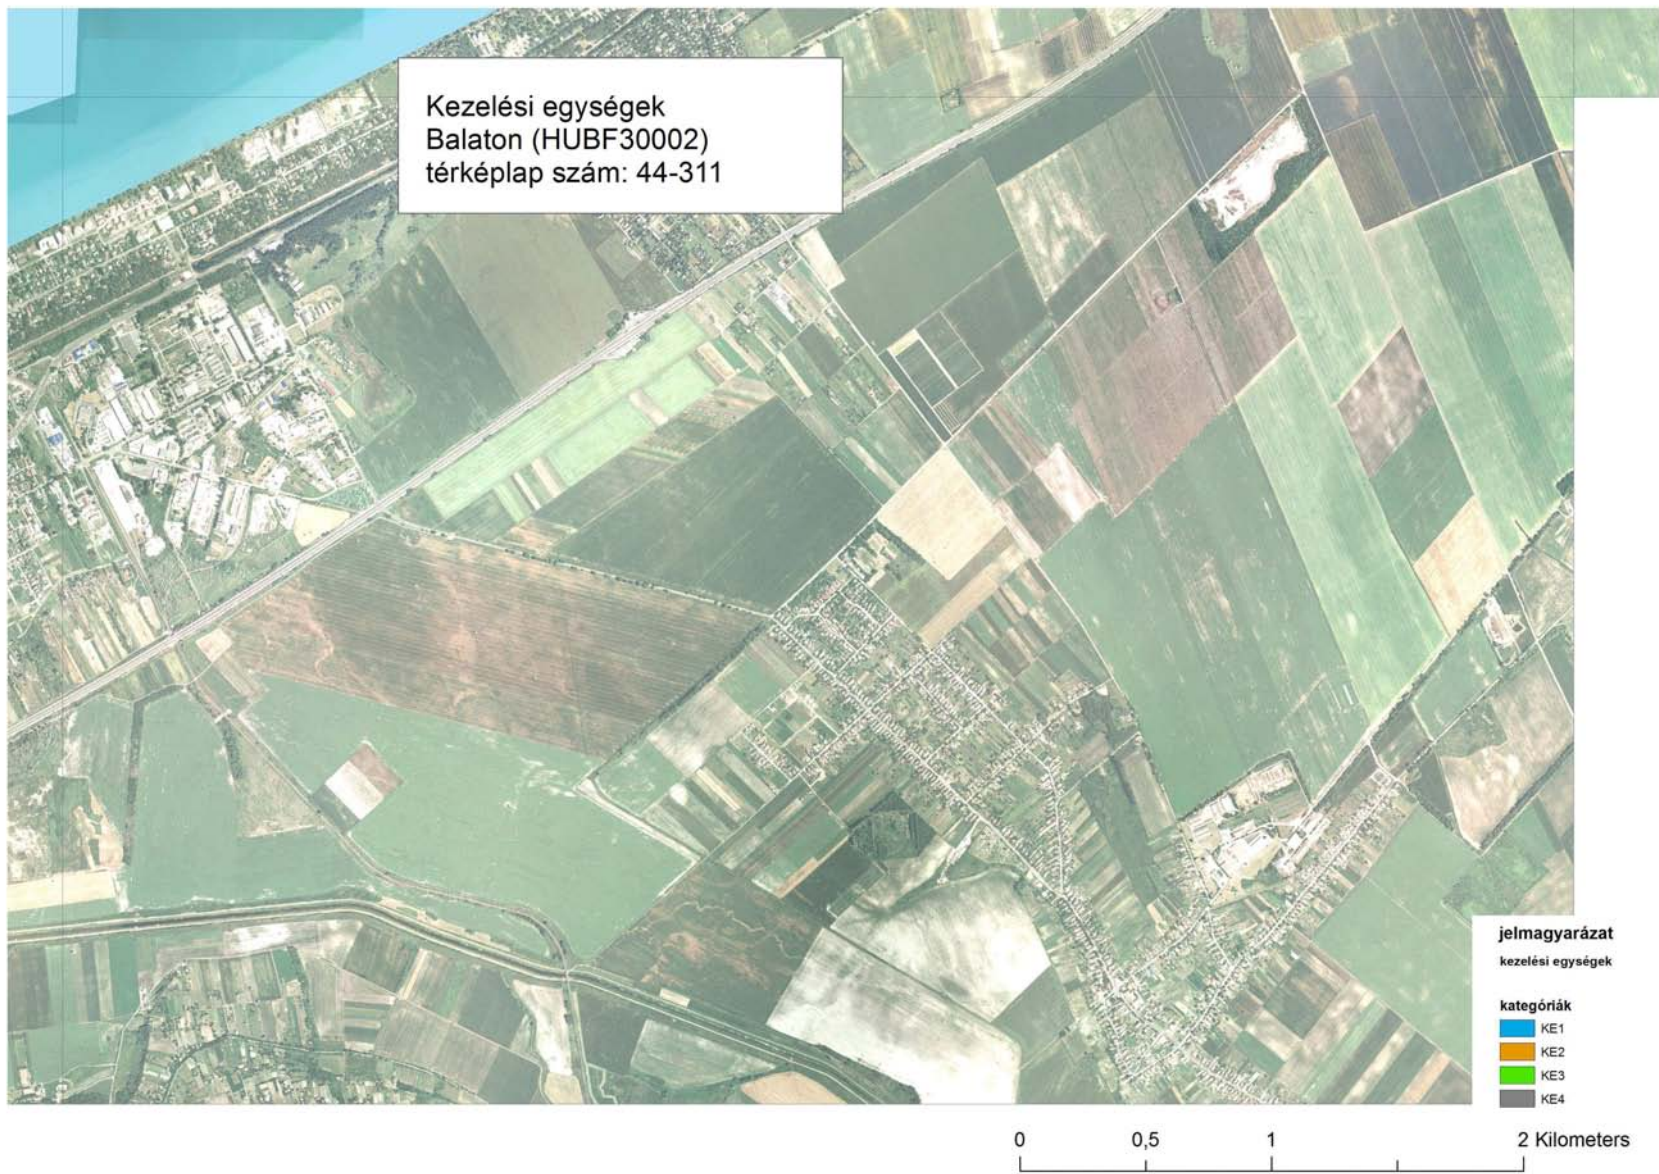 Kezelési egységek
Balaton (HUBF30002)
térképlap szám: 44-311
jelmagyarázat
kezelési egységek
kategóriák
KE1
KE2
KE3
KE4
0 0,5 1 2 Kilometers